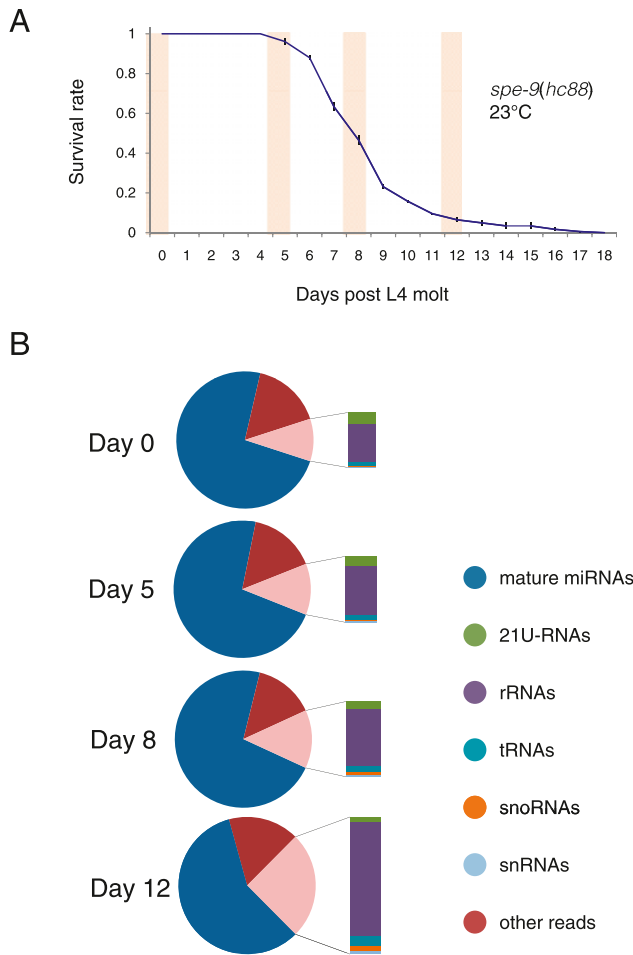 A
Survival rate
1
0.8
0.6
0.4
0.2
0
spe-9(hc88)
23°C
0 1 2 3 4 5 6 7 8 9 10 11 12 13 14 15 16 17 18
Days post L4 molt
B
Day 0
Day 5
Day 8
Day 12
mature miRNAs
21U-RNAs
rRNAs
tRNAs
snoRNAs
snRNAs
other reads